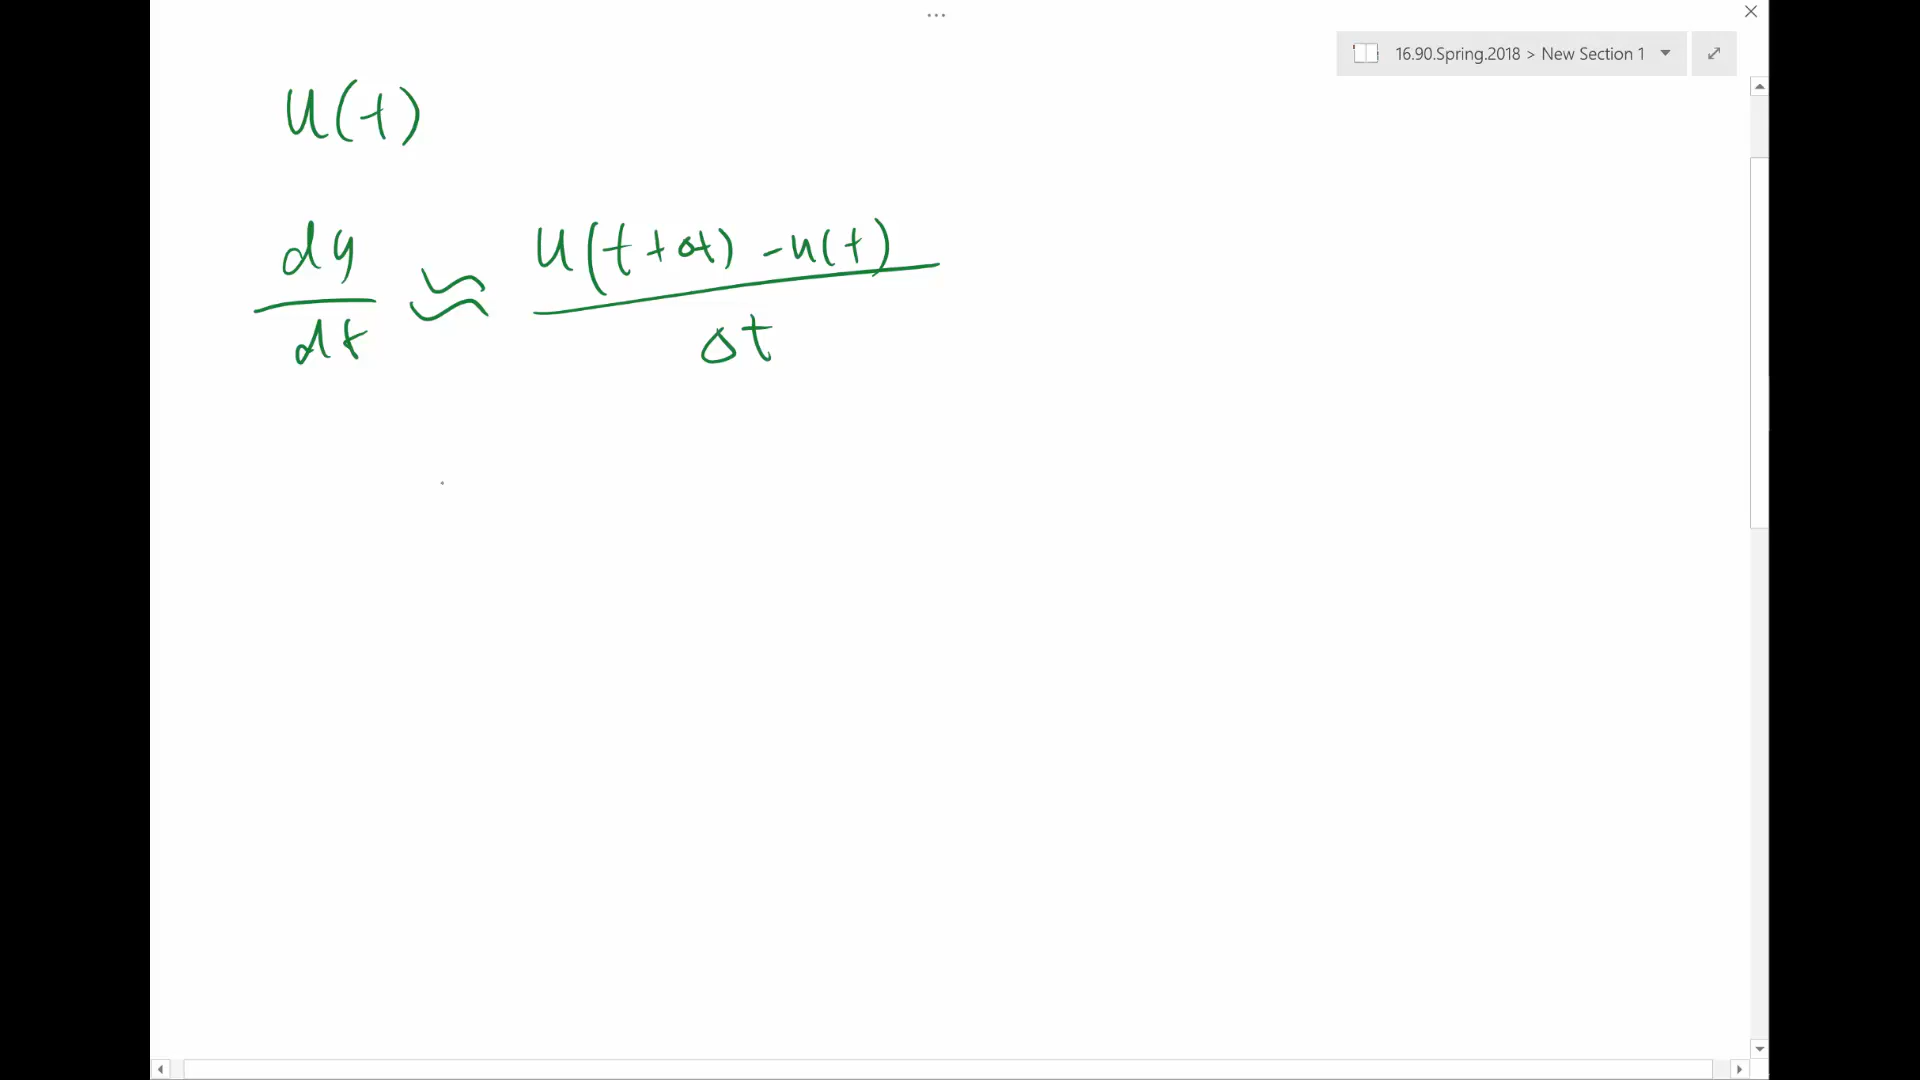 ...
16.90.Spring.2018 > New Section 1
u(t)
dy/dt ≈ (u(t+Δt) - u(t))/Δt